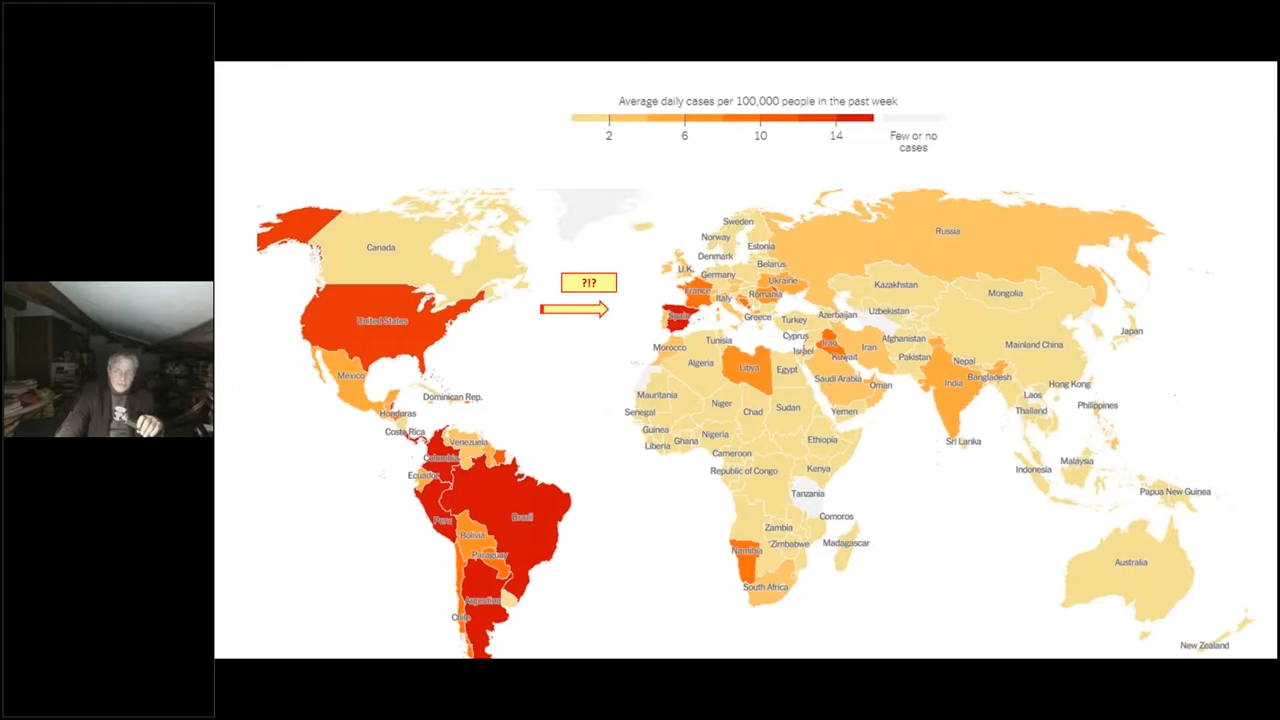 Average daily cases per 100,000 people in the past week
2 6 10 14 Few or no
cases
Sweden
Russia
Norway
Canada
Estonia
Denmark
Belarus
U.K.
Germany
?!?
Ukraine
Kazakhstan
France
Romania
Mongolia
Italy
Uzbekistan
Spain
Greece
Azerbaijan
Turkey
United States
Japan
Cyprus
Afghanistan
Tunisia
Iraq
Mainland China
Morocco
Israel
Iran
Kuwait
Pakistan
Nepal
Algeria
Libya
Egypt
Mexico
Bangladesh
Saudi Arabia
India
Hong Kong
Oman
Mauritania
Laos
Dominican Rep.
Niger
Philippines
Sudan
Senegal
Chad
Yemen
Thailand
Honduras
Guinea
Nigeria
Costa Rica
Ghana
Ethiopia
Sri Lanka
Venezuela
Liberia
Cameroon
Colombia
Malaysia
Kenya
Indonesia
Republic of Congo
Ecuador
Tanzania
Papua New Guinea
Brazil
Comoros
Peru
Zambia
Bolivia
Zimbabwe
Madagascar
Namibia
Paraguay
Australia
South Africa
Argentina
Chile
New Zealand